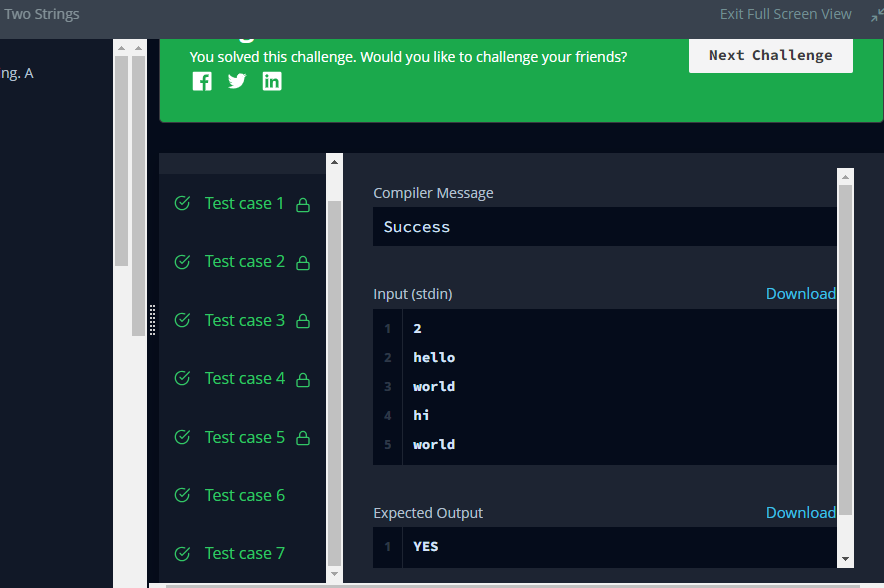 Two Strings
Exit Full Screen View
ng. A
You solved this challenge. Would you like to challenge your friends?
Next Challenge
Test case 1
Test case 2
Test case 3
Test case 4
Test case 5
Test case 6
Test case 7
Compiler Message
Success
Input (stdin)
Download
1 2
2 hello
3 world
4 hi
5 world
Expected Output
Download
1 YES